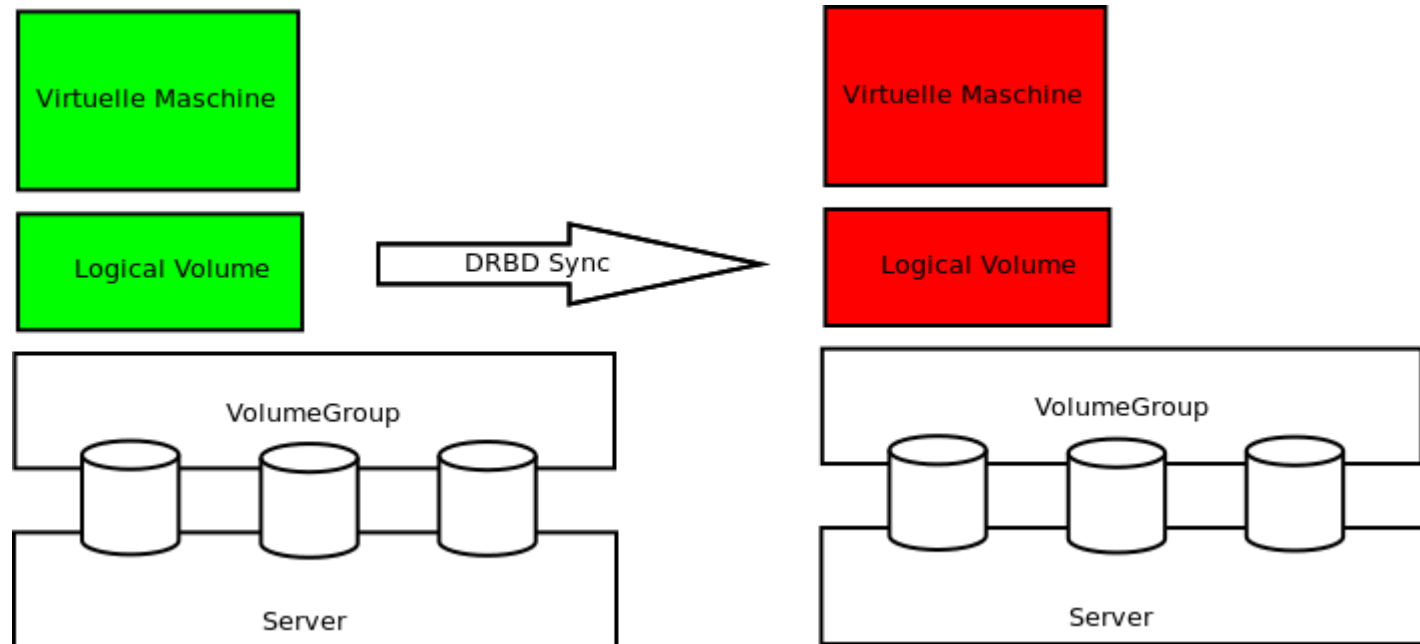 Virtuelle Maschine
Virtuelle Maschine
Logical Volume
DRBD Sync
Logical Volume
VolumeGroup
VolumeGroup
Server
Server